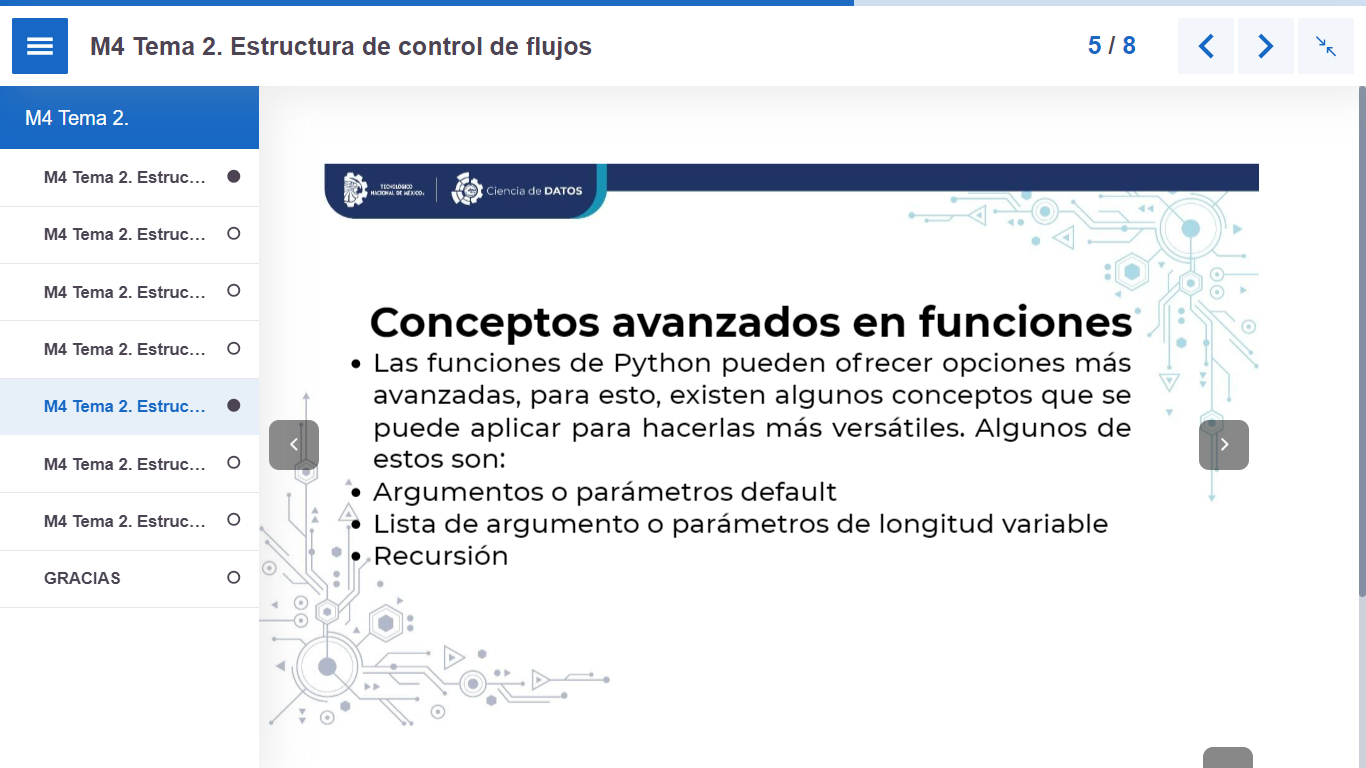 M4 Tema 2. Estructura de control de flujos
5 / 8
M4 Tema 2.
M4 Tema 2. Estruc...
M4 Tema 2. Estruc...
M4 Tema 2. Estruc...
M4 Tema 2. Estruc...
M4 Tema 2. Estruc...
M4 Tema 2. Estruc...
M4 Tema 2. Estruc...
GRACIAS
TECNOLÓGICO
NACIONAL DE MÉXICO
Ciencia de DATOS
Conceptos avanzados en funciones
• Las funciones de Python pueden ofrecer opciones más
avanzadas, para esto, existen algunos conceptos que se
puede aplicar para hacerlas más versátiles. Algunos de
estos son:
• Argumentos o parámetros default
• Lista de argumento o parámetros de longitud variable
• Recursión